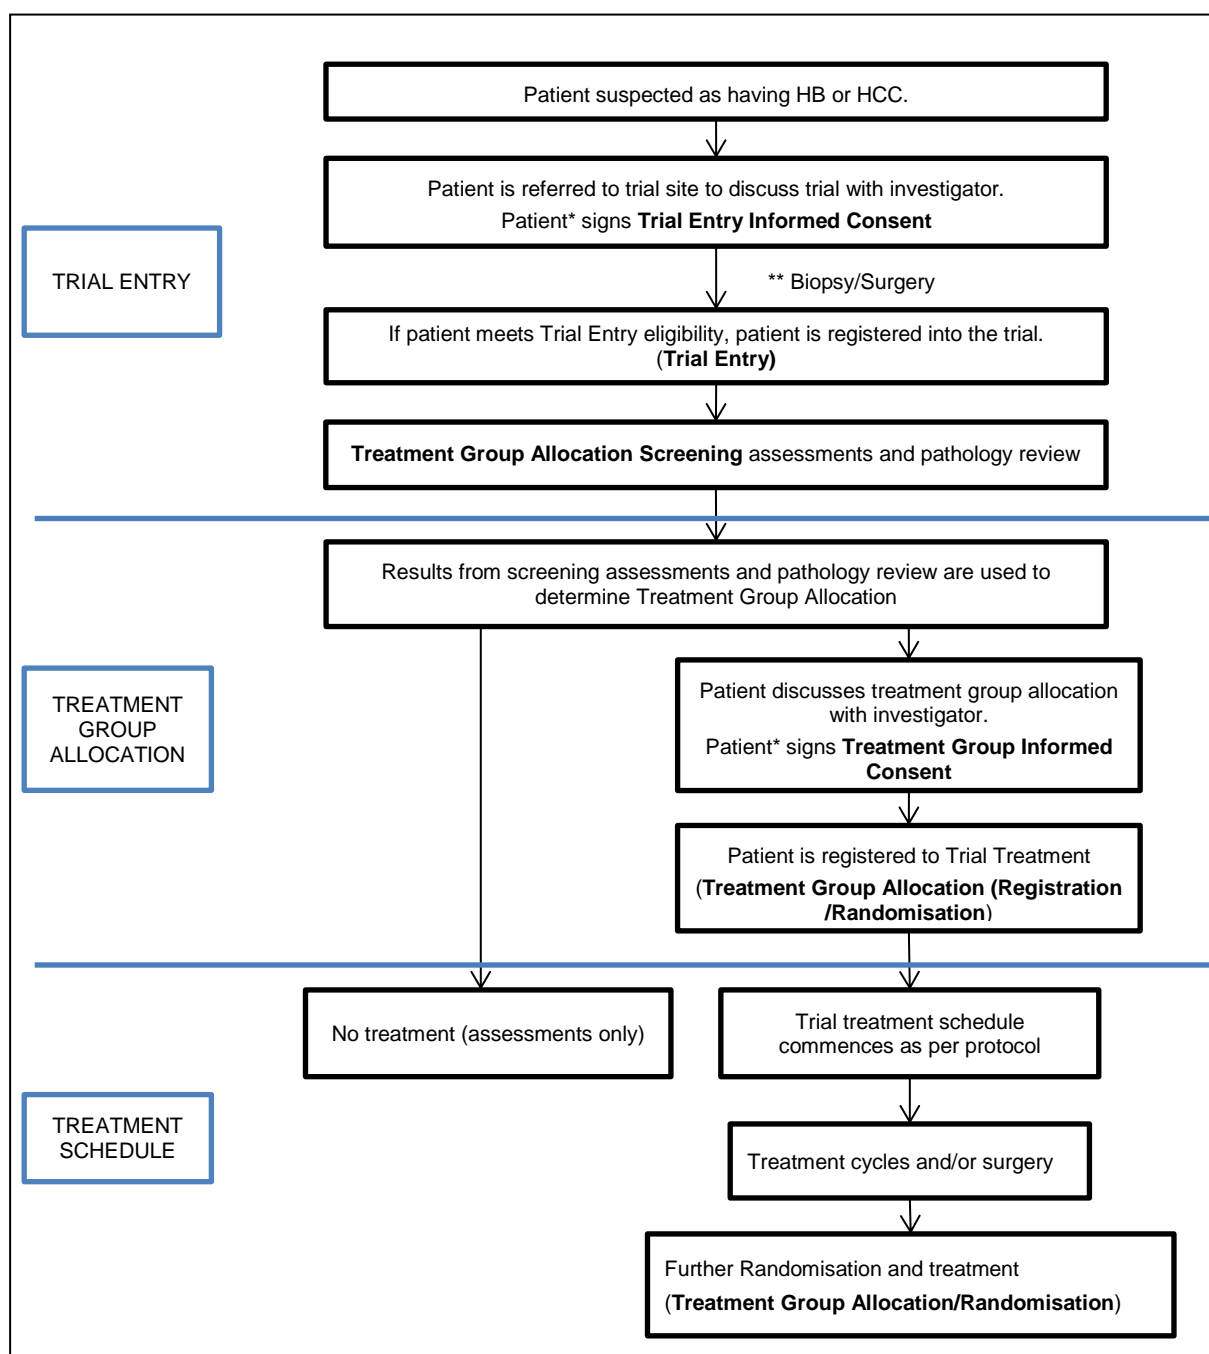 Patient suspected as having HB or HCC.
Patient is referred to trial site to discuss trial with investigator.
Patient* signs Trial Entry Informed Consent
TRIAL ENTRY
** Biopsy/Surgery
If patient meets Trial Entry eligibility, patient is registered into the trial.
(Trial Entry)
Treatment Group Allocation Screening assessments and pathology review
Results from screening assessments and pathology review are used to
determine Treatment Group Allocation
TREATMENT
GROUP
ALLOCATION
Patient discusses treatment group allocation
with investigator.
Patient* signs Treatment Group Informed
Consent
Patient is registered to Trial Treatment
(Treatment Group Allocation (Registration
/Randomisation)
No treatment (assessments only)
Trial treatment schedule
commences as per protocol
TREATMENT
SCHEDULE
Treatment cycles and/or surgery
Further Randomisation and treatment
(Treatment Group Allocation/Randomisation)